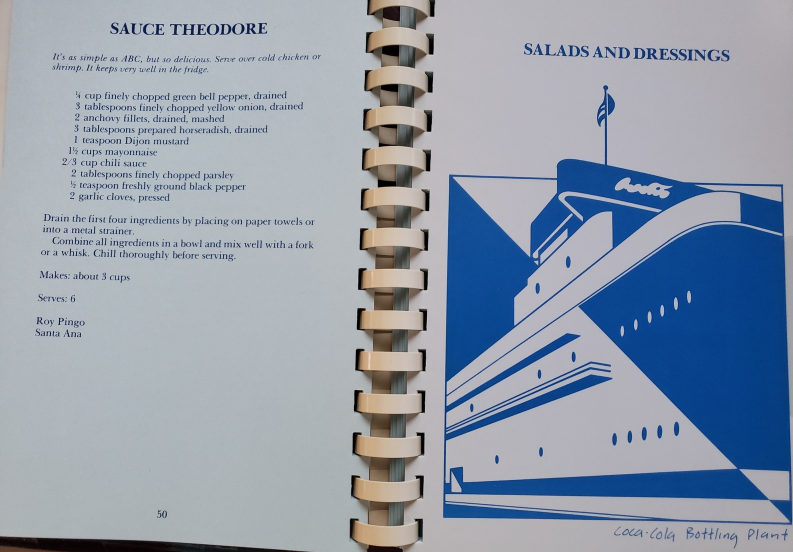 SAUCE THEODORE
It's as simple as ABC, but so delicious. Serve over cold chicken or
shrimp. It keeps very well in the fridge.
¼ cup finely chopped green bell pepper, drained
3 tablespoons finely chopped yellow onion, drained
2 anchovy fillets, drained, mashed
3 tablespoons prepared horseradish, drained
1 teaspoon Dijon mustard
1½ cups mayonnaise
2/3 cup chili sauce
2 tablespoons finely chopped parsley
½ teaspoon freshly ground black pepper
2 garlic cloves, pressed
Drain the first four ingredients by placing on paper towels or
into a metal strainer.
Combine all ingredients in a bowl and mix well with a fork
or a whisk. Chill thoroughly before serving.
Makes: about 3 cups
Serves: 6
Roy Pingo
Santa Ana
50
SALADS AND DRESSINGS
Coca-Cola Bottling Plant